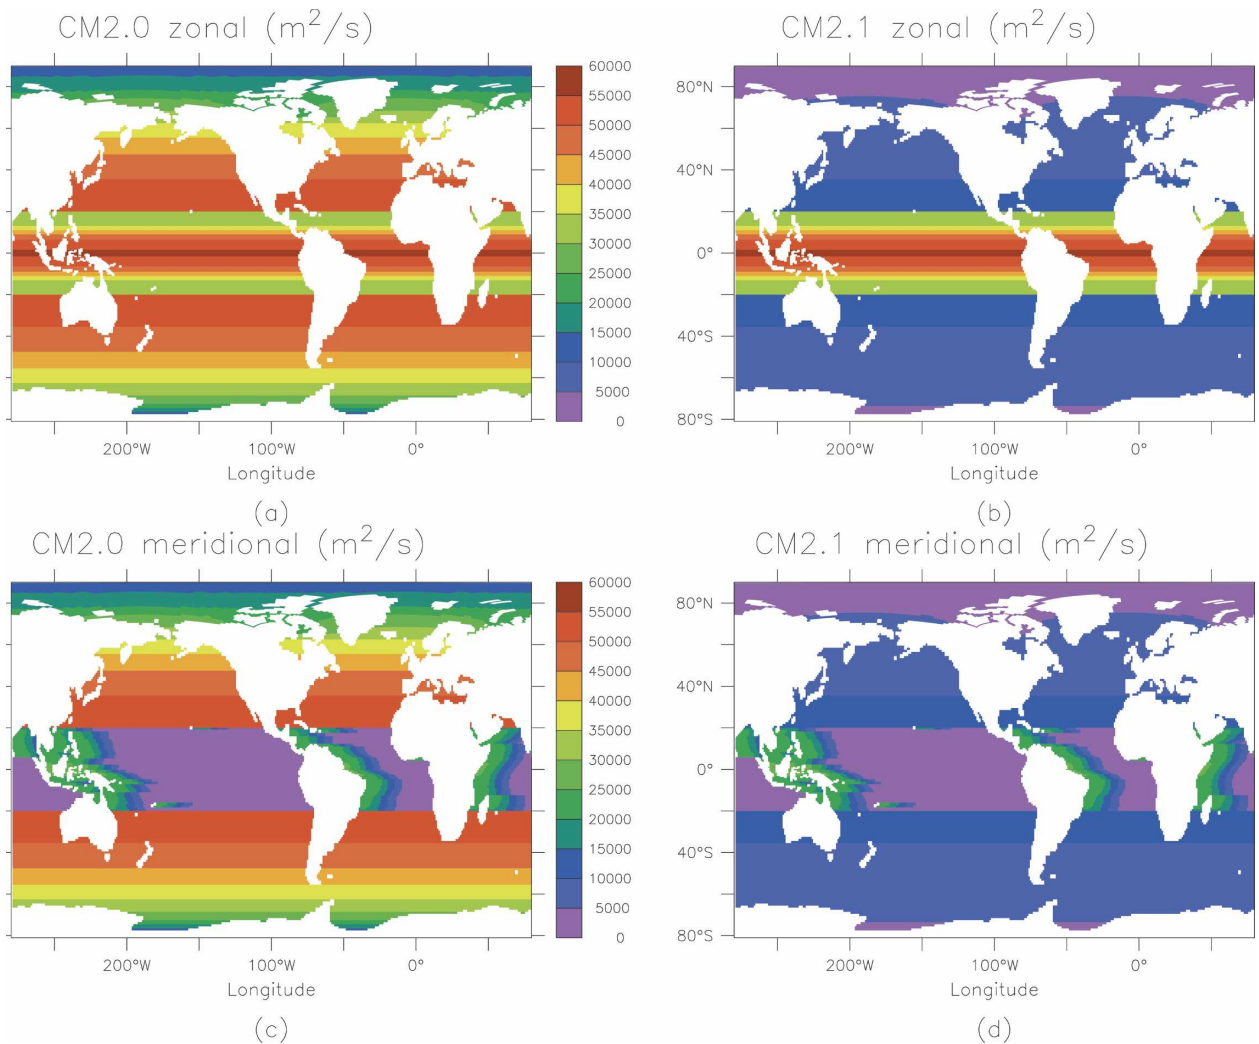 CM2.0 zonal (m²/s)
60000
55000
50000
45000
40000
35000
30000
25000
20000
15000
10000
5000
0
200°W 100°W 0°
Longitude
(a)
CM2.1 zonal (m²/s)
80°N
40°N
0°
40°S
80°S
200°W 100°W 0°
Longitude
(b)
CM2.0 meridional (m²/s)
60000
55000
50000
45000
40000
35000
30000
25000
20000
15000
10000
5000
0
200°W 100°W 0°
Longitude
(c)
CM2.1 meridional (m²/s)
80°N
40°N
0°
40°S
80°S
200°W 100°W 0°
Longitude
(d)